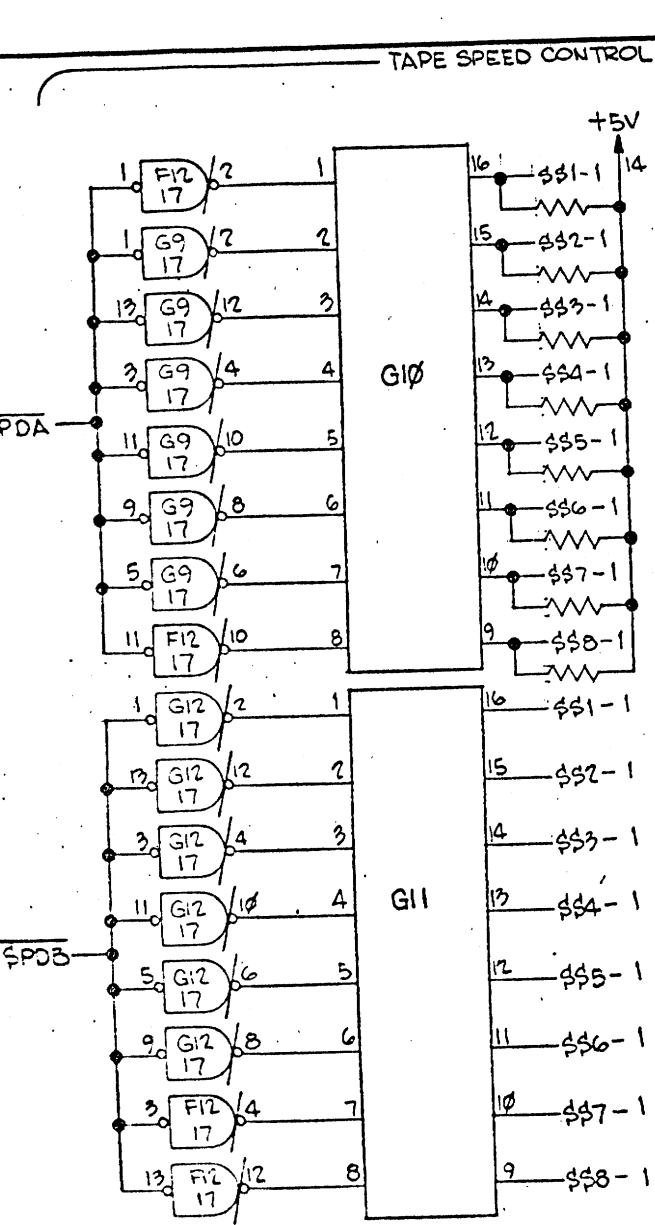 TAPE SPEED CONTROL
+5V
14
1 F12 17 2 1 16 $$1-1
1 G9 17 2 2 15 $$2-1
13 G9 17 12 3 14 $$3-1
3 G9 17 4 4 13 $$4-1
G1Ø
PDA
11 G9 17 10 5 12 $$5-1
9 G9 17 8 6 11 $$6-1
5 G9 17 6 7 1Ø $$7-1
11 F12 17 10 8 9 $$8-1
1 G12 17 2 1 16 $$1-1
13 G12 17 12 2 15 $$2-1
3 G12 17 4 3 14 $$3-1
11 G12 17 1Ø 4 13 $$4-1
G11
$PDB
5 G12 17 6 5 12 $$5-1
9 G12 17 8 6 11 $$6-1
3 F12 17 4 7 1Ø $$7-1
13 F12 17 12 8 9 $$8-1